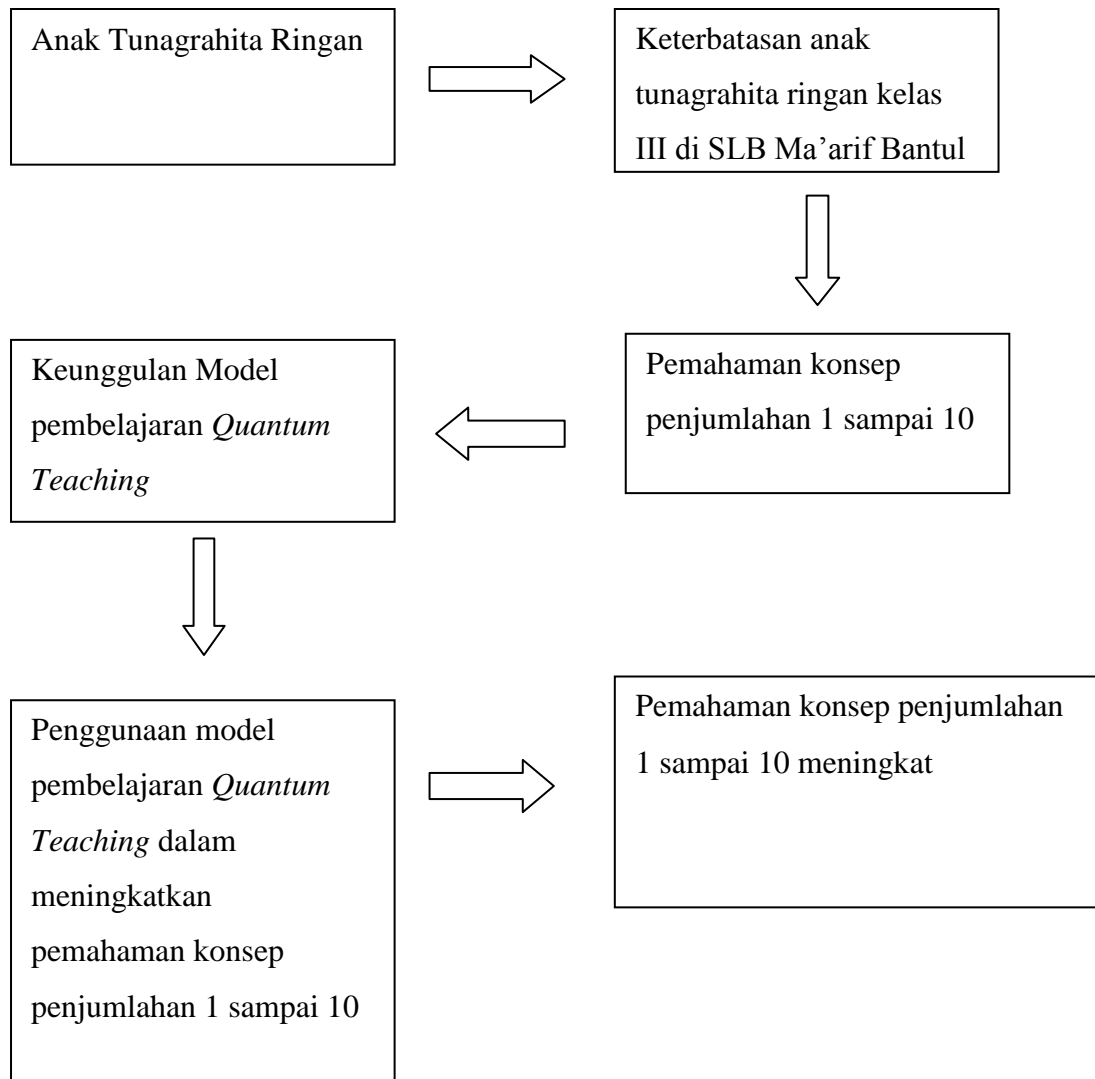 Anak Tunagrahita Ringan
Keterbatasan anak
tunagrahita ringan kelas
III di SLB Ma’arif Bantul
Pemahaman konsep
penjumlahan 1 sampai 10
Keunggulan Model
pembelajaran Quantum
Teaching
Penggunaan model
pembelajaran Quantum
Teaching dalam
meningkatkan
pemahaman konsep
penjumlahan 1 sampai 10
Pemahaman konsep penjumlahan
1 sampai 10 meningkat